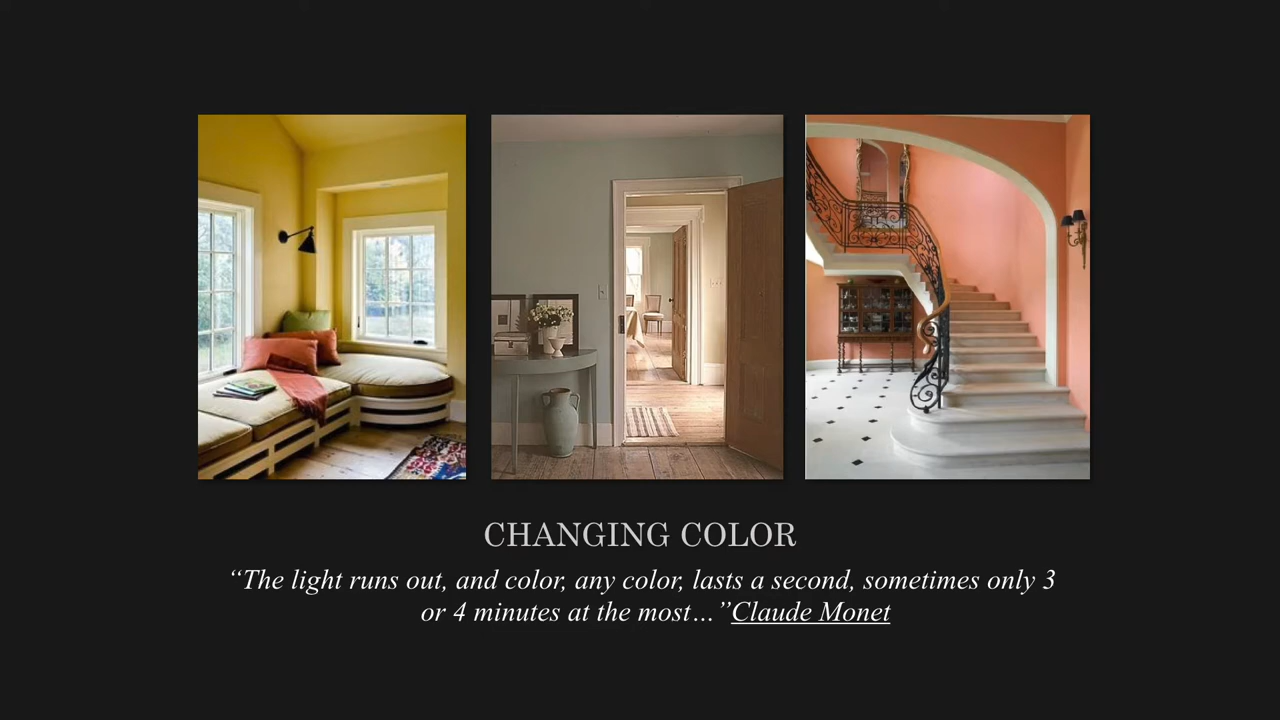 CHANGING COLOR
“The light runs out, and color, any color, lasts a second, sometimes only 3
or 4 minutes at the most…”Claude Monet